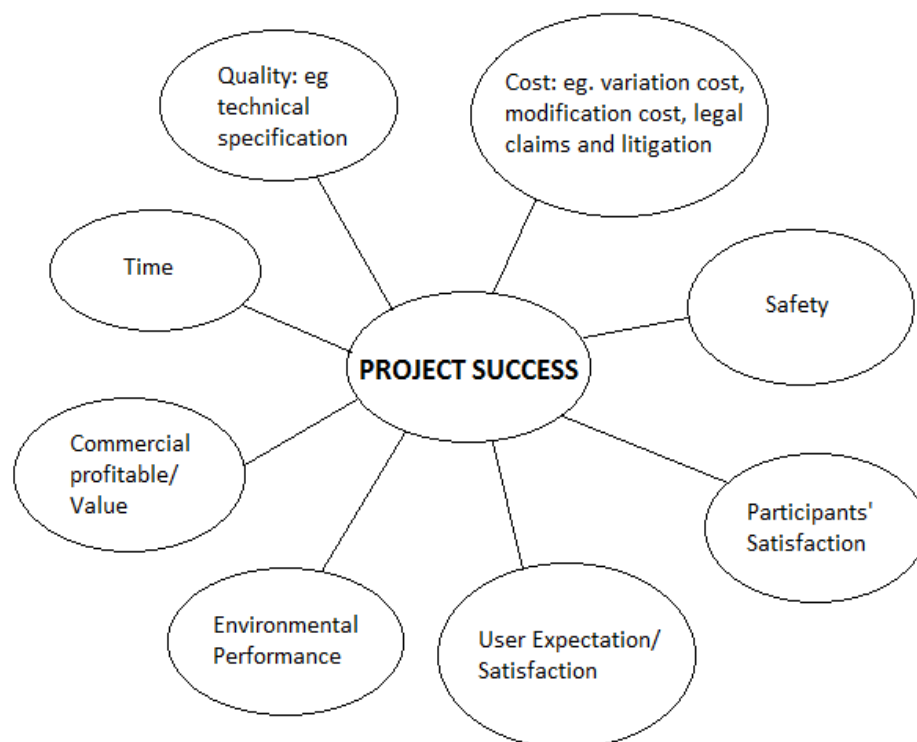 Quality: eg
technical
specification
Cost: eg. variation cost,
modification cost, legal
claims and litigation
Time
Safety
PROJECT SUCCESS
Commercial
profitable/
Value
Participants'
Satisfaction
Environmental
Performance
User Expectation/
Satisfaction